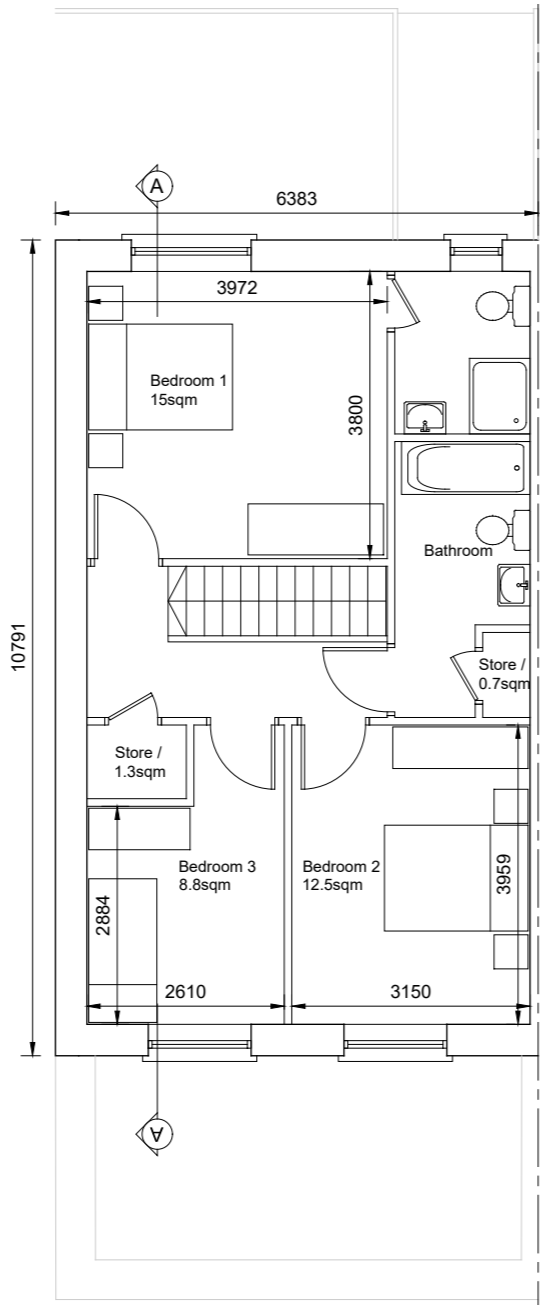 A
6383
3972
Bedroom 1
15sqm
3800
Bathroom
10791
Store /
0.7sqm
Store /
1.3sqm
Bedroom 3
8.8sqm
Bedroom 2
12.5sqm
3959
2884
2610
3150
A